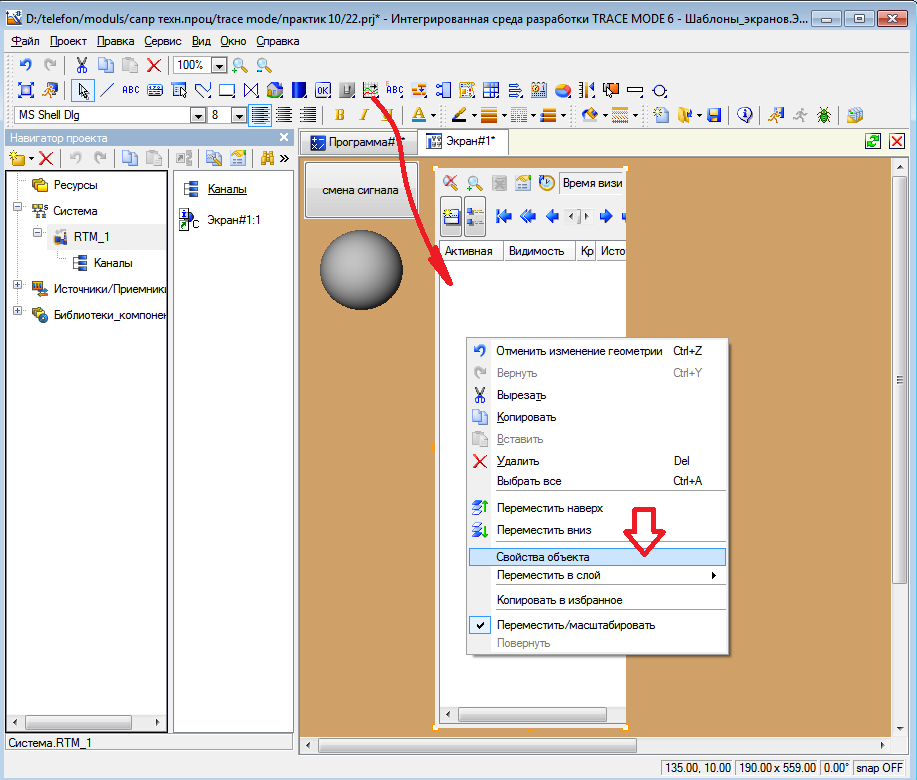 D:/telefon/moduls/сапр техн.проц/trace mode/практик 10/22.prj* - Интегрированная среда разработки TRACE MODE 6 - Шаблоны_экранов.Э...
Файл Проект Правка Сервис Вид Окно Справка
100%
ABC OK ABC
MS Shell Dlg 8 B I A
Навигатор проекта
Программа#1* Экран#1*
Ресурсы
Система
RTM_1
Каналы
Источники/Приемники
Библиотеки_компонен
Каналы
Экран#1:1
смена сигнала
Время визи
Активная Видимость Кр Исто
Отменить изменение геометрии Ctrl+Z
Вернуть Ctrl+Y
Вырезать
Копировать
Вставить
Удалить Del
Выбрать все Ctrl+A
Переместить наверх
Переместить вниз
Свойства объекта
Переместить в слой
Копировать в избранное
Переместить/масштабировать
Повернуть
Система.RTM_1
135.00, 10.00 190.00 x 559.00 0.00° snap OFF